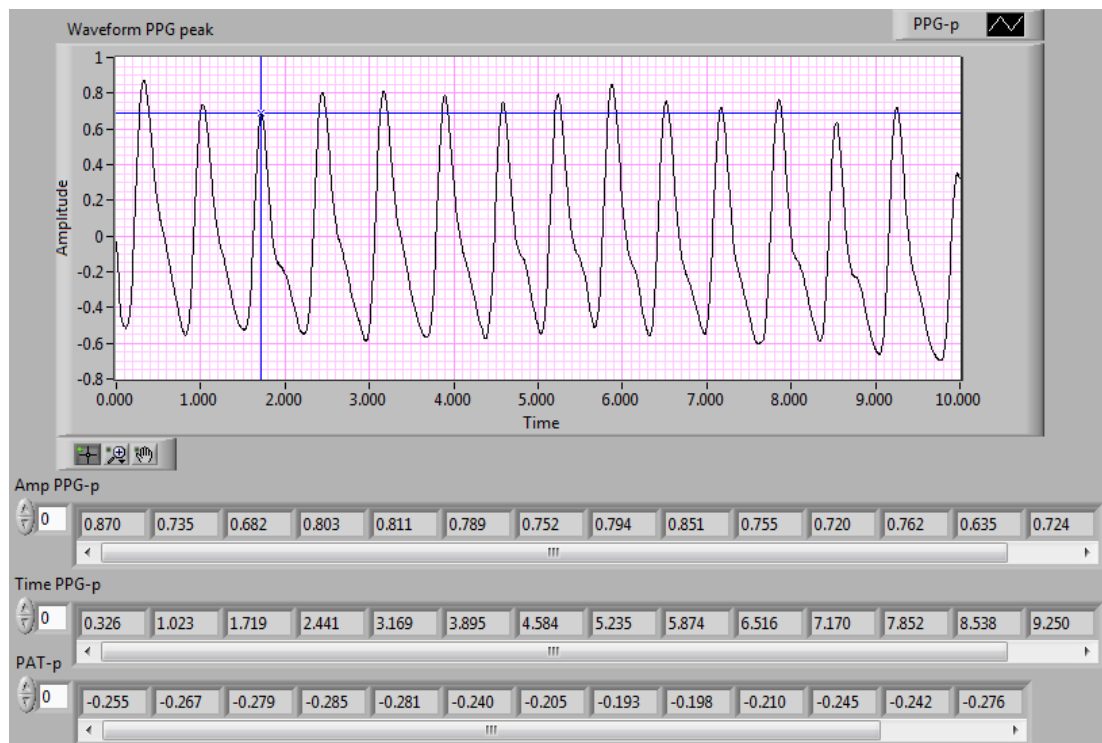 Waveform PPG peak PPG-p
1
0.8
0.6
0.4
0.2
0
-0.2
-0.4
-0.6
-0.8
Amplitude
0.000 1.000 2.000 3.000 4.000 5.000 6.000 7.000 8.000 9.000 10.000
Time
Amp PPG-p
0 0.870 0.735 0.682 0.803 0.811 0.789 0.752 0.794 0.851 0.755 0.720 0.762 0.635 0.724
Time PPG-p
0 0.326 1.023 1.719 2.441 3.169 3.895 4.584 5.235 5.874 6.516 7.170 7.852 8.538 9.250
PAT-p
0 -0.255 -0.267 -0.279 -0.285 -0.281 -0.240 -0.205 -0.193 -0.198 -0.210 -0.245 -0.242 -0.276